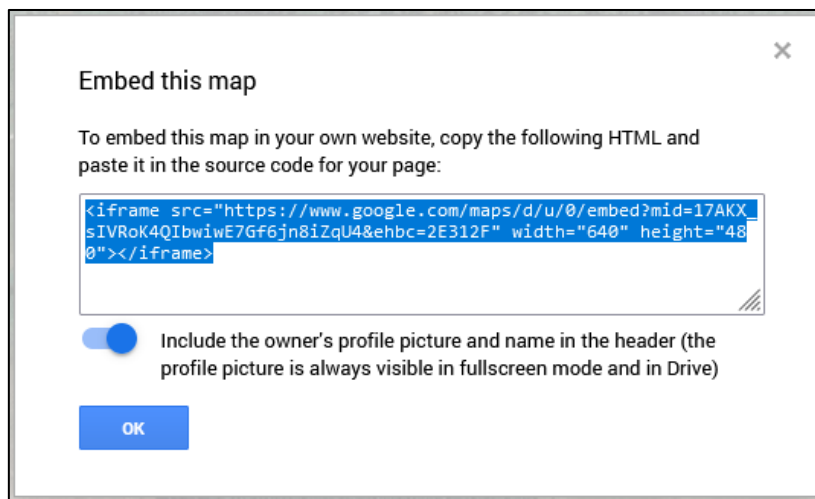 Embed this map
To embed this map in your own website, copy the following HTML and
paste it in the source code for your page:
<iframe src="https://www.google.com/maps/d/u/0/embed?mid=17AKX_
sIVRoK4QIbwiwE7Gf6jn8iZqU4&ehbc=2E312F" width="640" height="48
0"></iframe>
Include the owner's profile picture and name in the header (the
profile picture is always visible in fullscreen mode and in Drive)
OK